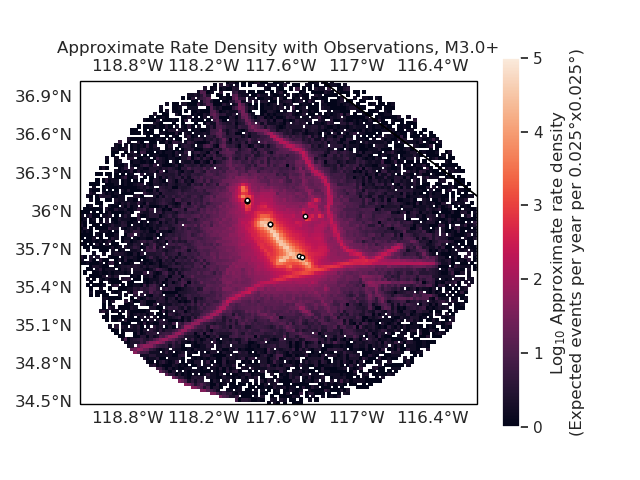 Approximate Rate Density with Observations, M3.0+
118.8°W 118.2°W 117.6°W 117°W 116.4°W
36.9°N
36.6°N
36.3°N
36°N
35.7°N
35.4°N
35.1°N
34.8°N
34.5°N
118.8°W 118.2°W 117.6°W 117°W 116.4°W
5
4
3
2
1
0
Log₁₀ Approximate rate density
(Expected events per year per 0.025°x0.025°)